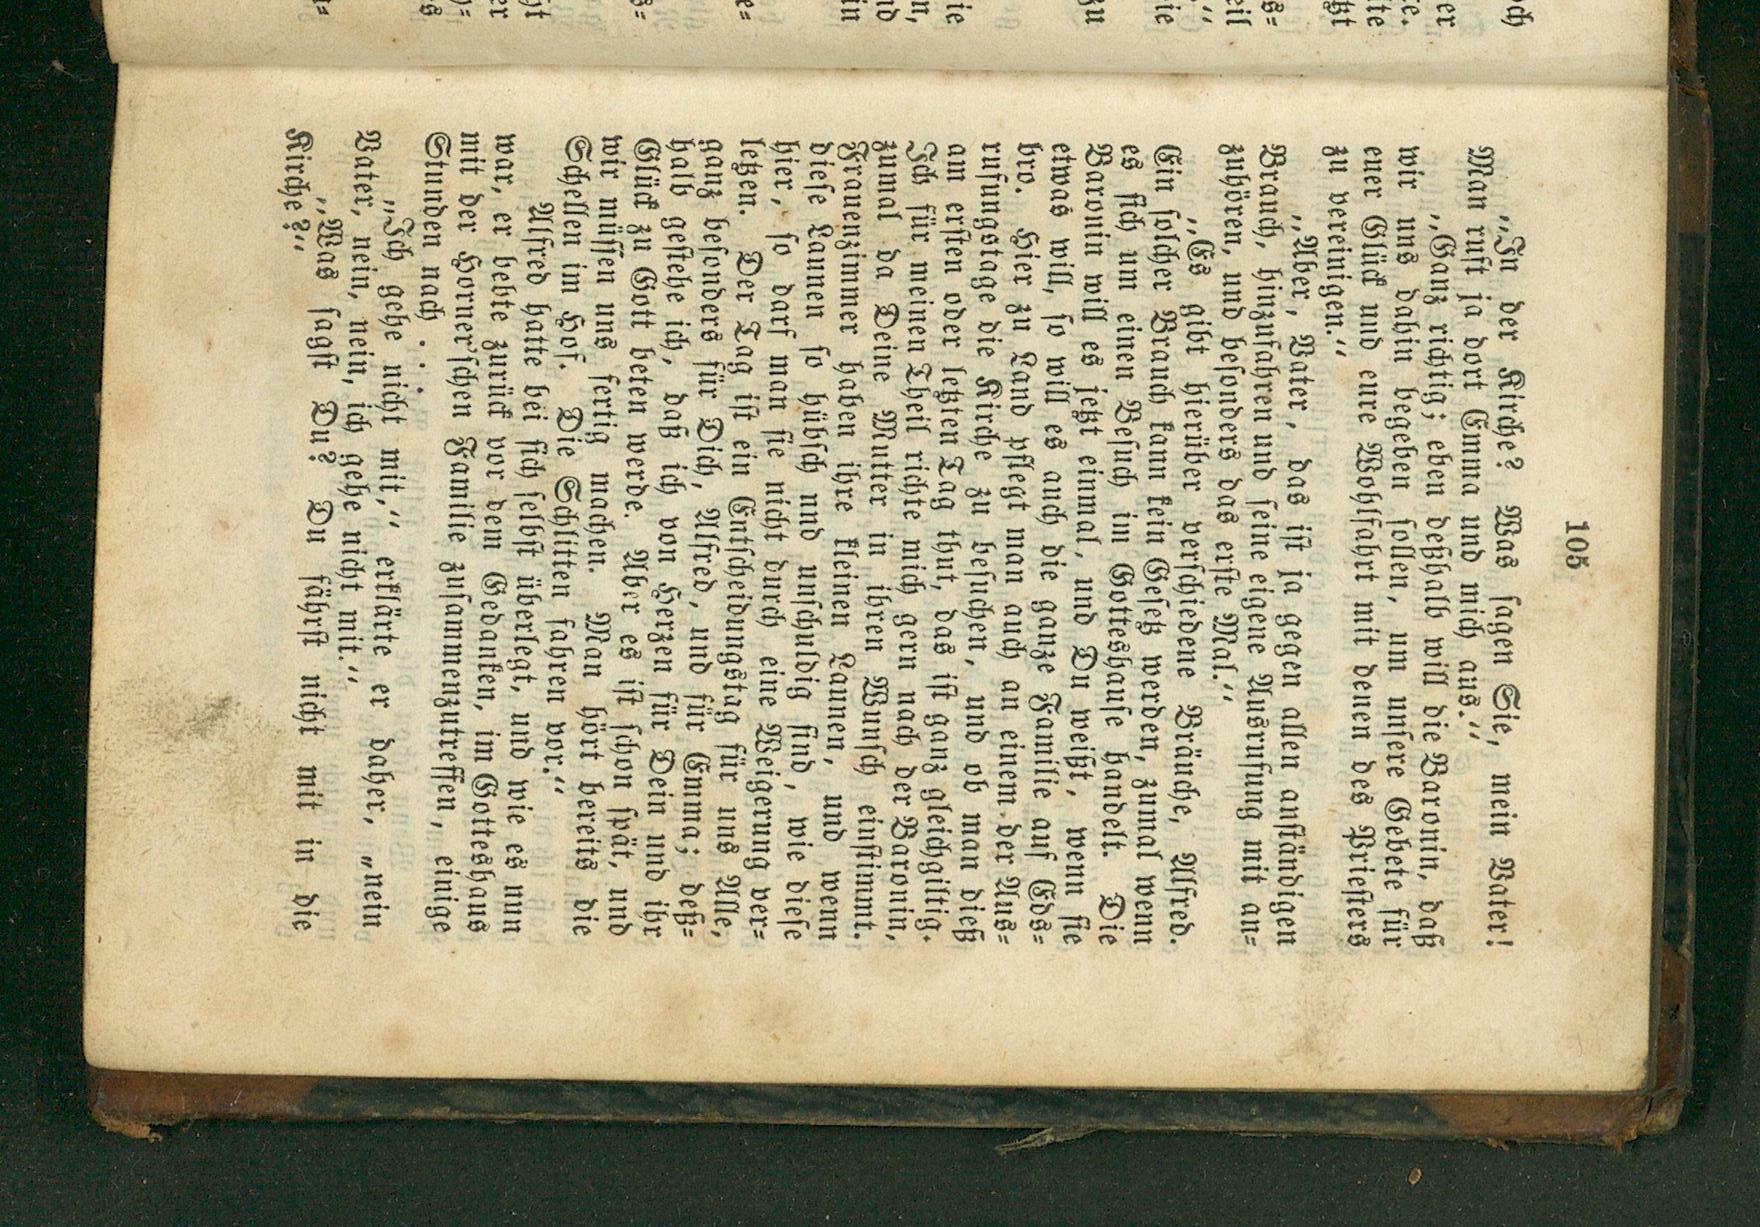 105
„In der Kirche? Was sagen Sie, mein Vater!
Man ruft ja dort Emma und mich aus.“
„Ganz richtig; eben deßhalb will die Baronin, daß
wir uns dahin begeben sollen, um unsere Gebete für
euer Glück und eure Wohlfahrt mit denen des Priesters
zu vereinigen.“
„Aber, Vater, das ist ja gegen allen anständigen
Brauch, hinzufahren und seine eigene Ausrufung mit an-
zuhören, und besonders das erste Mal.“
„Es gibt hierüber verschiedene Bräuche, Alfred.
Ein solcher Brauch kann kein Gesetz werden, zumal wenn
es sich um einen Besuch im Gotteshause handelt. Die
Baronin will es jetzt einmal, und Du weißt, wenn sie
etwas will, so will es auch die ganze Familie auf Eds-
bro. Hier zu Land pflegt man auch an einem der Aus-
rufungstage die Kirche zu besuchen, und ob man dieß
am ersten oder letzten Tag thut, das ist ganz gleichgiltig.
Ich für meinen Theil richte mich gern nach der Baronin,
zumal da Deine Mutter in ihren Wunsch einstimmt.
Frauenzimmer haben ihre kleinen Launen, und wenn
diese Launen so hübsch und unschuldig sind, wie diese
hier, so darf man sie nicht durch eine Weigerung ver-
letzen. Der Tag ist ein Entscheidungstag für uns Alle,
ganz besonders für Dich, Alfred, und für Emma; deß-
halb gestehe ich, daß ich von Herzen für Dein und ihr
Glück zu Gott beten werde. Aber es ist schon spät, und
wir müssen uns fertig machen. Man hört bereits die
Schellen im Hof. Die Schlitten fahren vor.“
Alfred hatte bei sich selbst überlegt, und wie es nun
war, er bebte zurück vor dem Gedanken, im Gotteshaus
mit der Horner'schen Familie zusammenzutreffen, einige
Stunden nach . . .
„Ich gehe nicht mit,“ erklärte er daher, „nein
Vater, nein, nein, ich gehe nicht mit.“
„Was sagst Du? Du fährst nicht mit in die
Kirche?“